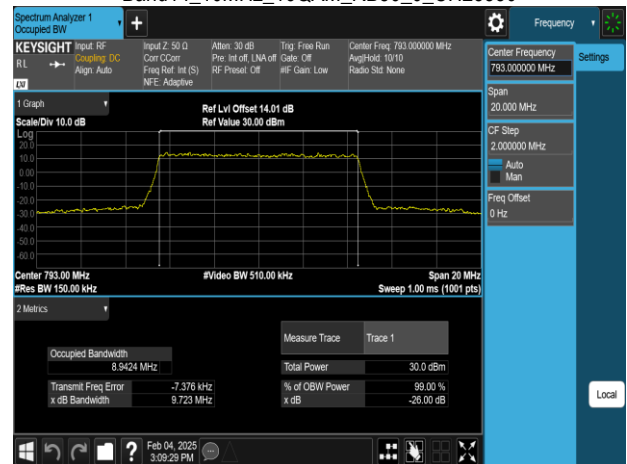 Spectrum Analyzer 1
Occupied BW
Frequency
KEYSIGHT
RL
LXI
Input: RF
Coupling: DC
Align: Auto
Input Z: 50 Ω
Corr CCorr
Freq Ref: Int (S)
NFE: Adaptive
Atten: 30 dB
Pre: Int off, LNA off
RF Preset: Off
Trig: Free Run
Gate: Off
#IF Gain: Low
Center Freq: 793.000000 MHz
Avg|Hold: 10/10
Radio Std: None
Center Frequency
793.000000 MHz
Settings
Span
20.000 MHz
CF Step
2.000000 MHz
Auto
Man
Freq Offset
0 Hz
Local
1 Graph
Scale/Div 10.0 dB
Ref Lvl Offset 14.01 dB
Ref Value 30.00 dBm
Log
20.0
10.0
0.00
-10.0
-20.0
-30.0
-40.0
-50.0
-60.0
Center 793.00 MHz
#Video BW 510.00 kHz
Span 20 MHz
#Res BW 150.00 kHz
Sweep 1.00 ms (1001 pts)
2 Metrics
Measure Trace Trace 1
Occupied Bandwidth
8.9424 MHz
Total Power 30.0 dBm
Transmit Freq Error -7.376 kHz
% of OBW Power 99.00 %
x dB Bandwidth 9.723 MHz
x dB -26.00 dB
Feb 04, 2025
3:09:29 PM